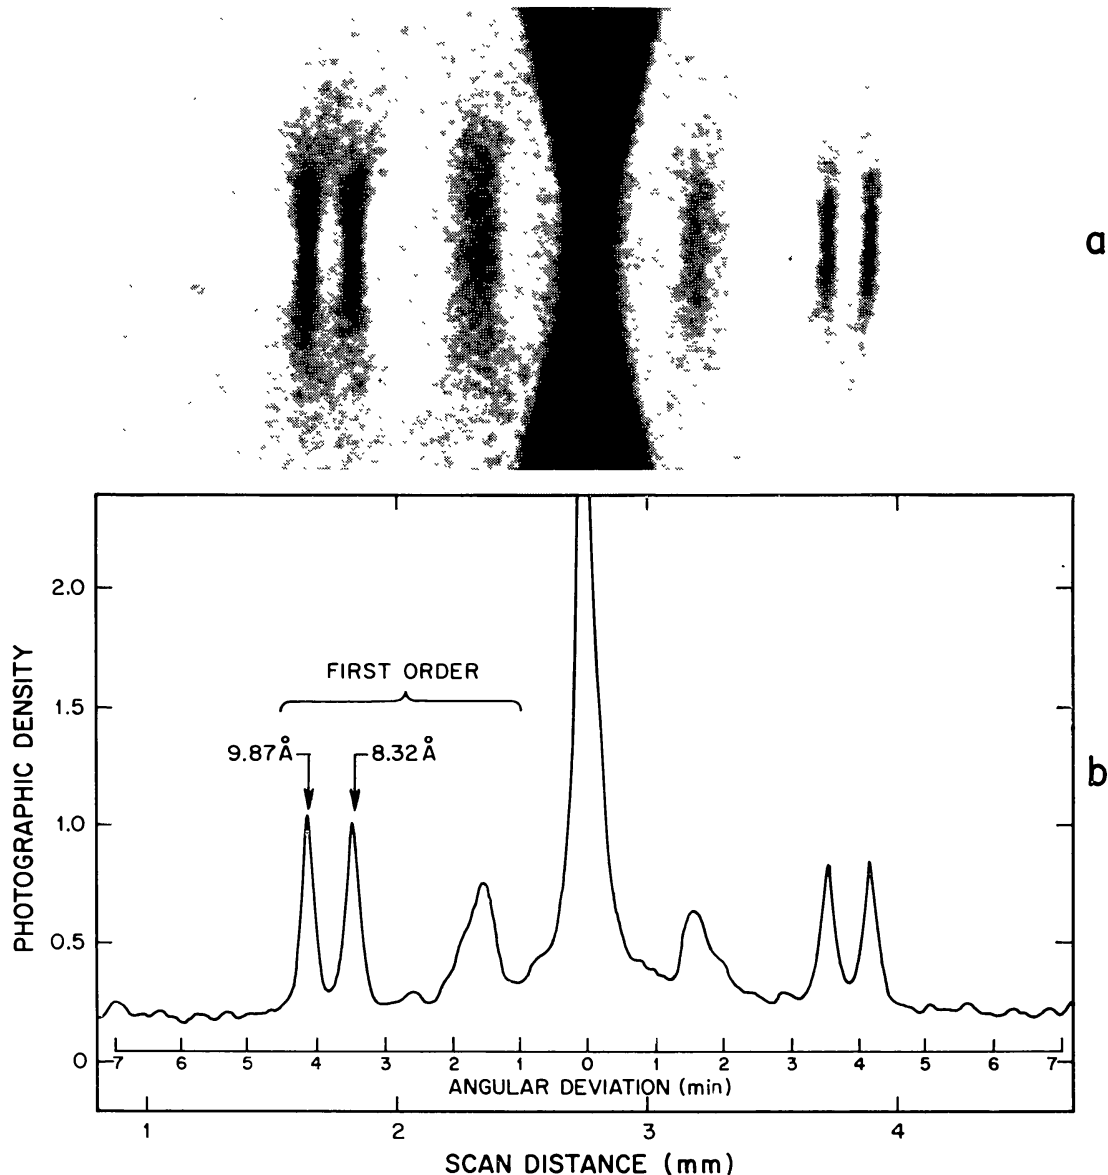 a
b
PHOTOGRAPHIC DENSITY
2.0
1.5
1.0
0.5
0
FIRST ORDER
9.87Å
8.32Å
7 6 5 4 3 2 1 0 1 2 3 4 5 6 7
ANGULAR DEVIATION (min)
1 2 3 4
SCAN DISTANCE (mm)